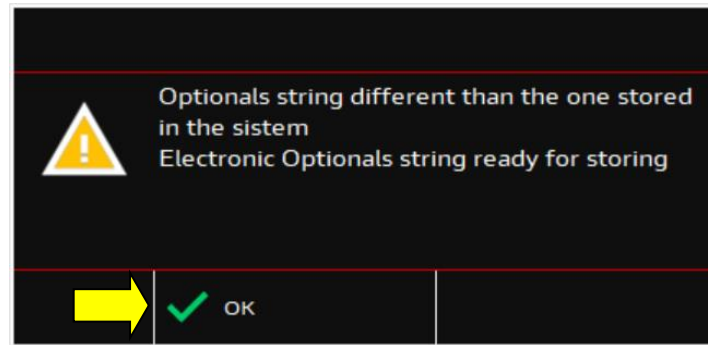 Optionals string different than the one stored
in the sistem
Electronic Optionals string ready for storing
OK